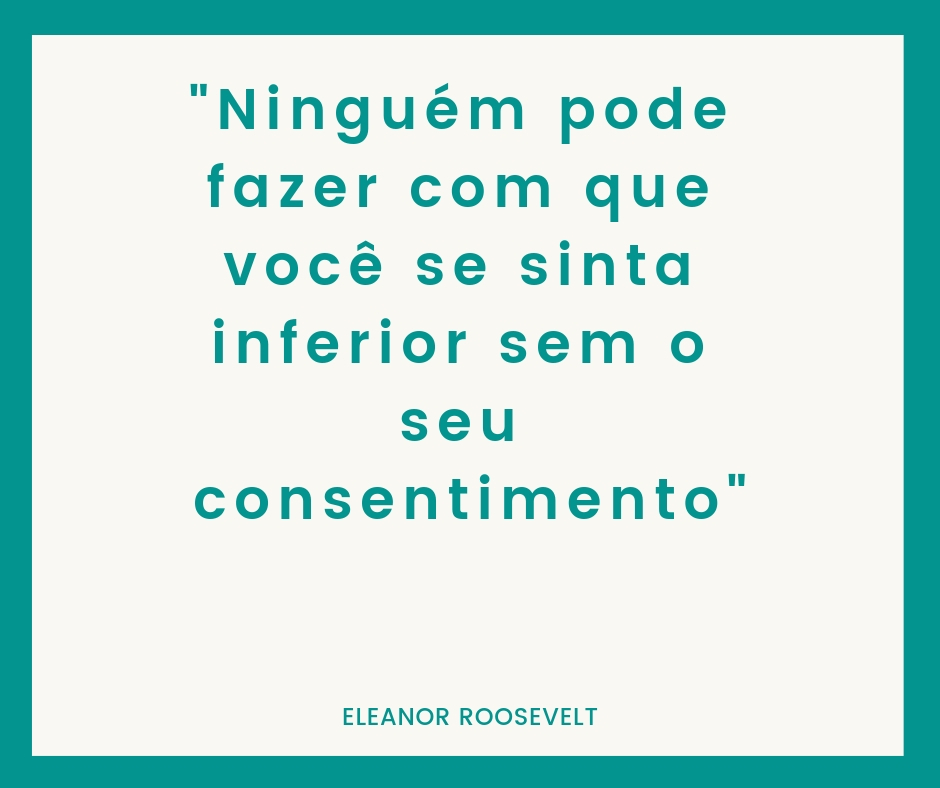 "Ninguém pode
fazer com que
você se sinta
inferior sem o
seu
consentimento"
ELEANOR ROOSEVELT